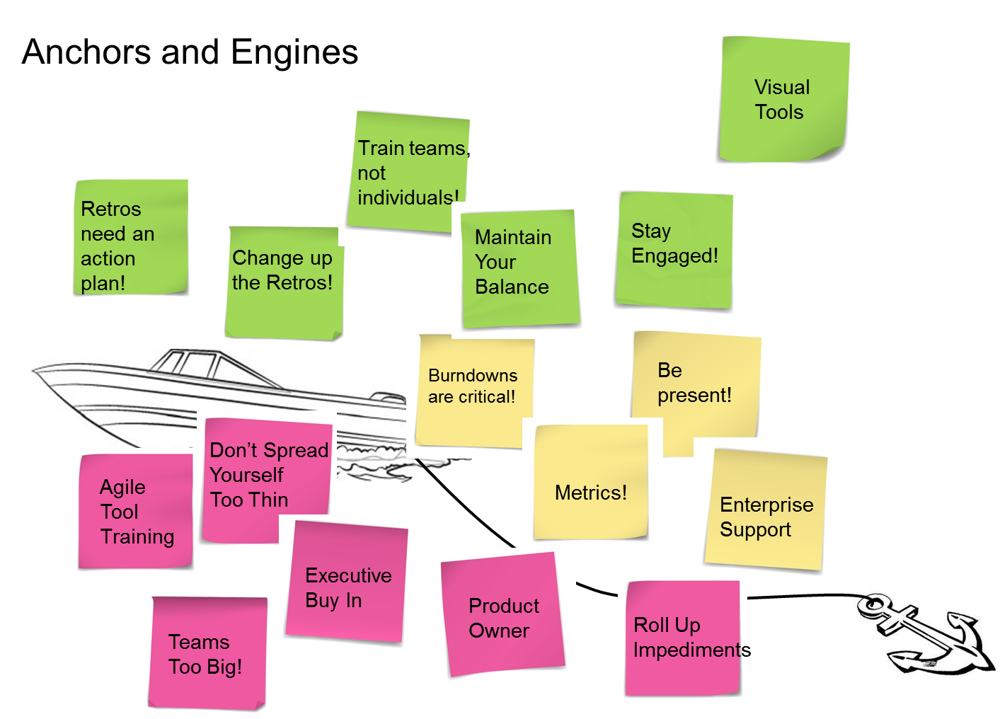 Anchors and Engines
Visual
Tools
Train teams,
not
individuals!
Retros
need an
action
plan!
Change up
the Retros!
Maintain
Your
Balance
Stay
Engaged!
Burndowns
are critical!
Be
present!
Don’t Spread
Yourself
Too Thin
Agile
Tool
Training
Metrics!
Enterprise
Support
Executive
Buy In
Product
Owner
Roll Up
Impediments
Teams
Too Big!